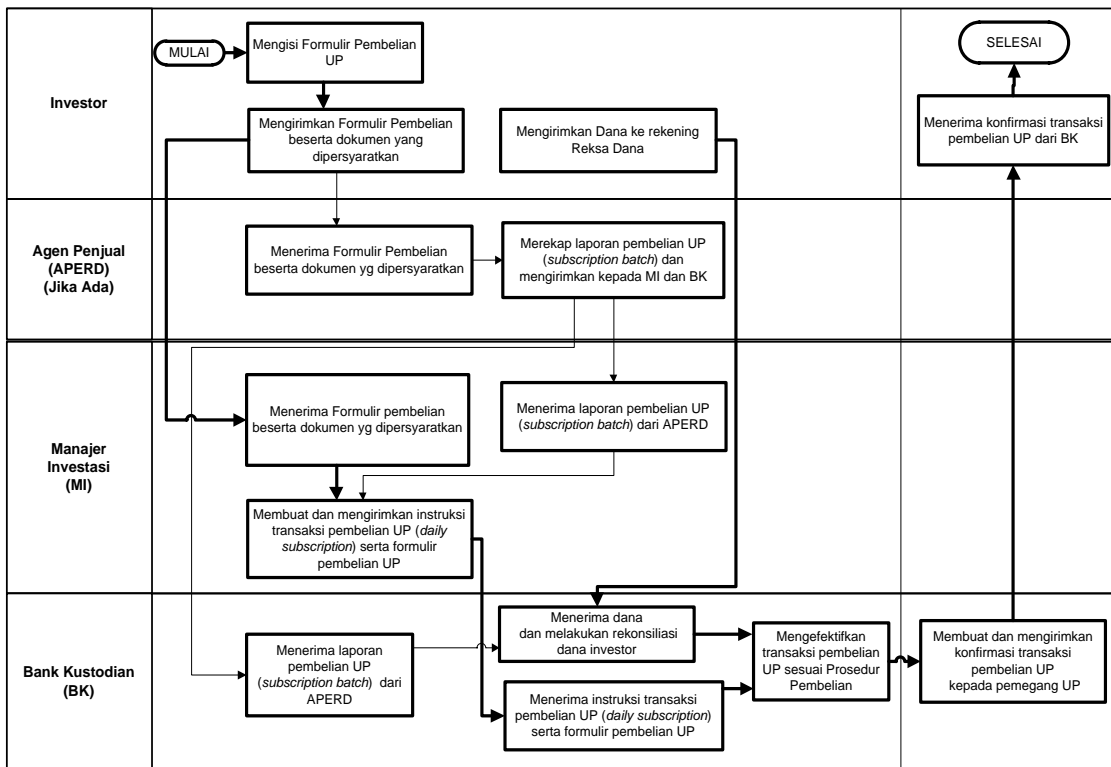 Investor
MULAI
Mengisi Formulir Pembelian
UP
SELESAI
Mengirimkan Formulir Pembelian
beserta dokumen yang
dipersyaratkan
Mengirimkan Dana ke rekening
Reksa Dana
Menerima konfirmasi transaksi
pembelian UP dari BK
Agen Penjual
(APERD)
(Jika Ada)
Menerima Formulir Pembelian
beserta dokumen yg dipersyaratkan
Merekap laporan pembelian UP
(subscription batch) dan
mengirimkan kepada MI dan BK
Manajer
Investasi
(MI)
Menerima Formulir pembelian
beserta dokumen yg dipersyaratkan
Menerima laporan pembelian UP
(subscription batch) dari APERD
Membuat dan mengirimkan instruksi
transaksi pembelian UP (daily
subscription) serta formulir
pembelian UP
Bank Kustodian
(BK)
Menerima laporan
pembelian UP
(subscription batch) dari
APERD
Menerima dana
dan melakukan rekonsiliasi
dana investor
Menerima instruksi transaksi
pembelian UP (daily subscription)
serta formulir pembelian UP
Mengefektifkan
transaksi pembelian
UP sesuai Prosedur
Pembelian
Membuat dan mengirimkan
konfirmasi transaksi
pembelian UP
kepada pemegang UP